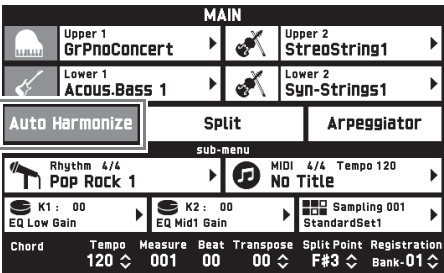 MAIN
Upper 1 Upper 2
GrPnoConcert StreoString1
Lower 1 Lower 2
Acous.Bass 1 Syn-Strings1
Auto Harmonize Split Arpeggiator
sub-menu
Rhythm 4/4 MIDI 4/4 Tempo 120
Pop Rock 1 No Title
K1 : 00 K2 : 00 Sampling 001
EQ Low Gain EQ Mid1 Gain StandardSet1
Chord Tempo Measure Beat Transpose Split Point Registration
120 001 00 00 F#3 Bank-01